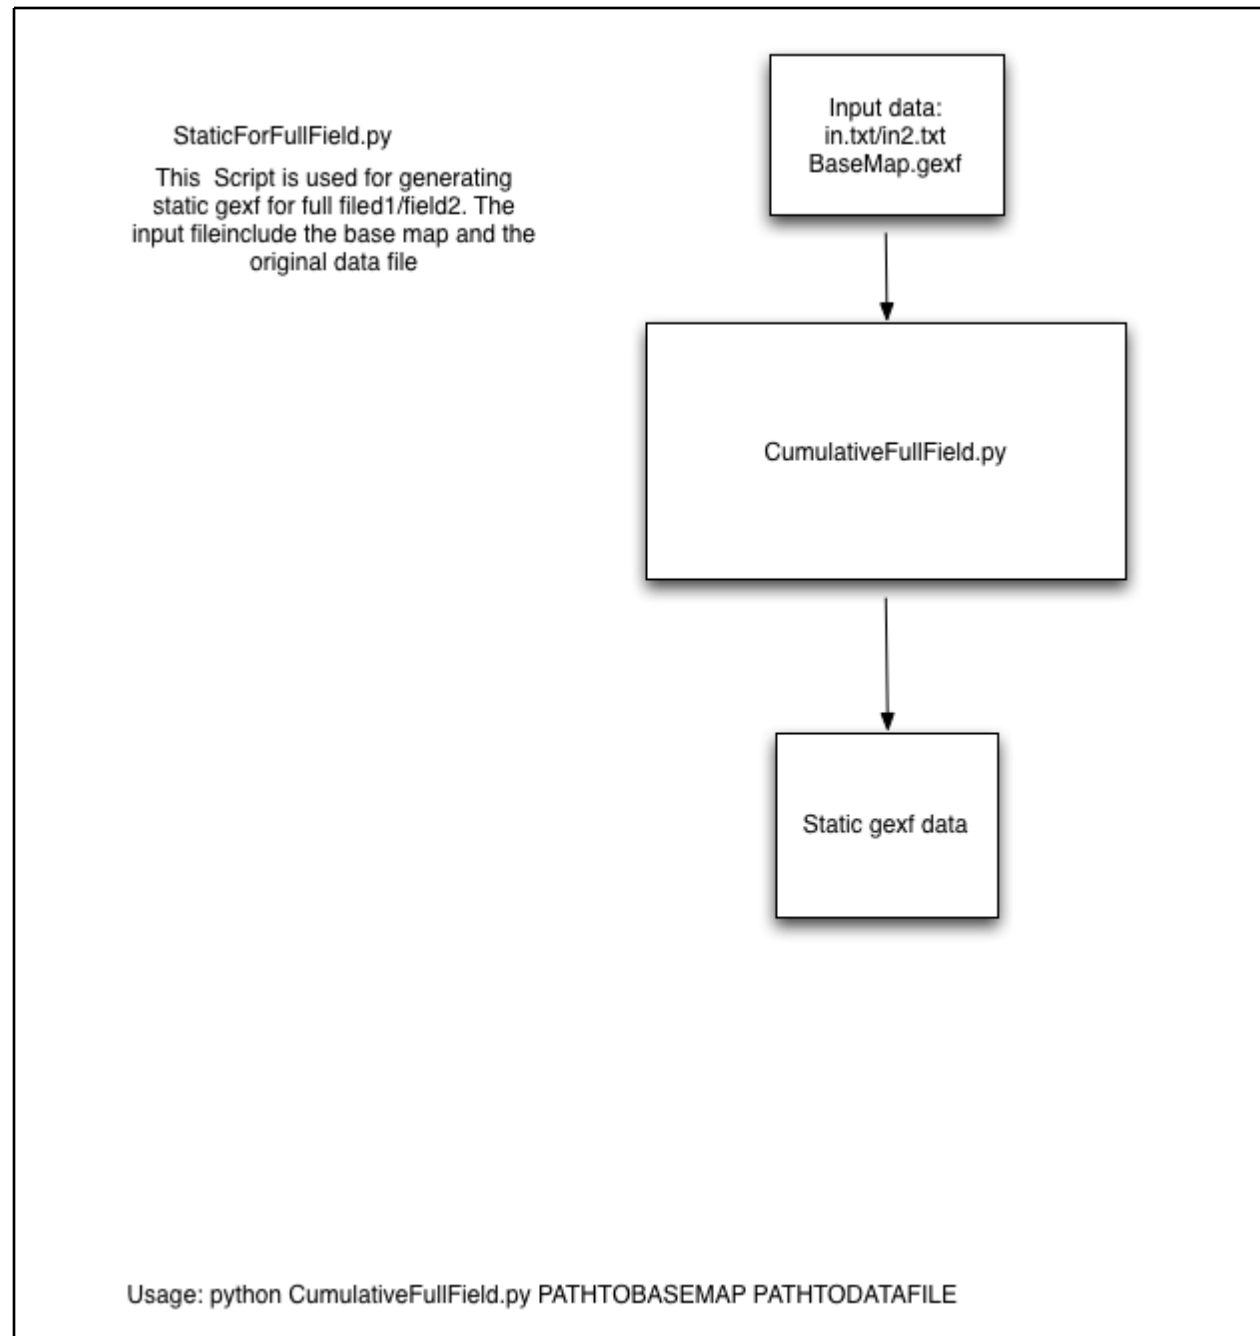 StaticForFullField.py
This  Script is used for generating
static gexf for full filed1/field2. The
input fileinclude the base map and the
original data file
Input data:
in.txt/in2.txt
BaseMap.gexf
CumulativeFullField.py
Static gexf data
Usage: python CumulativeFullField.py PATHTOBASEMAP PATHTODATAFILE